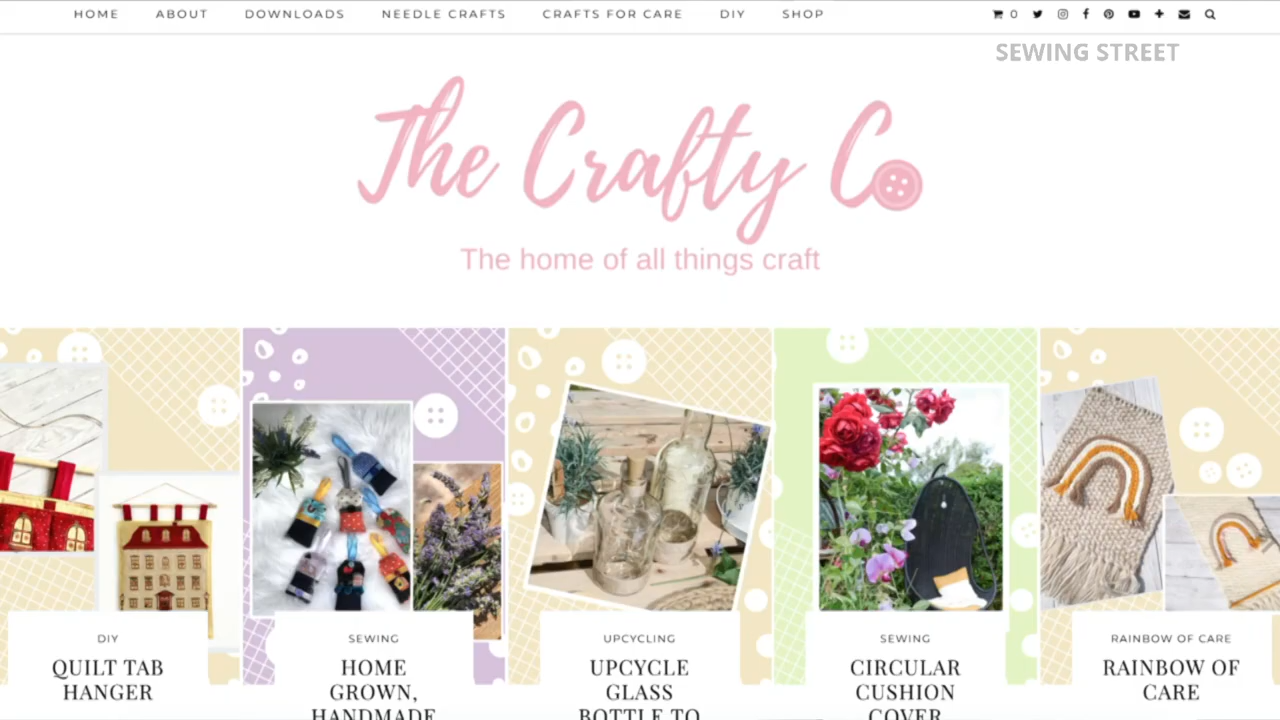 HOME ABOUT DOWNLOADS NEEDLE CRAFTS CRAFTS FOR CARE DIY SHOP 0
SEWING STREET
The Crafty Co
The home of all things craft
DIY
QUILT TAB
HANGER
SEWING
HOME
GROWN,
HANDMADE
UPCYCLING
UPCYCLE
GLASS
BOTTLE TO
SEWING
CIRCULAR
CUSHION
COVER
RAINBOW OF CARE
RAINBOW OF
CARE